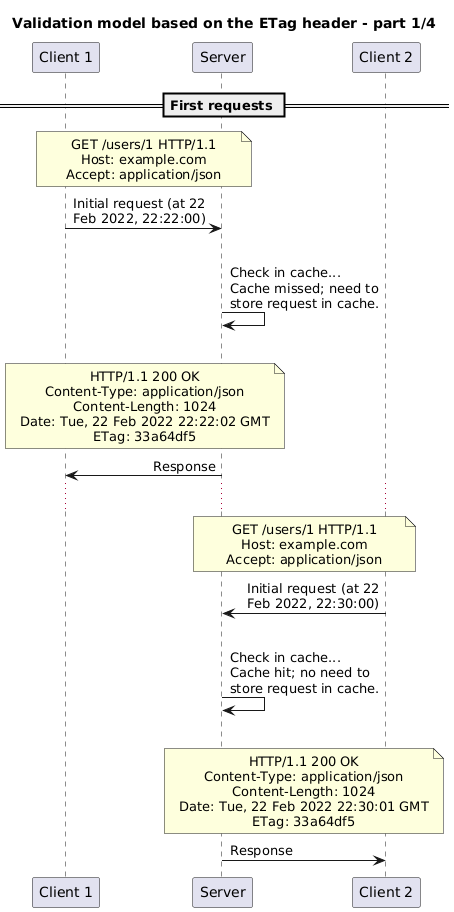 Validation model based on the ETag header - part 1/4
Client 1
Server
Client 2
First requests
GET /users/1 HTTP/1.1
Host: example.com
Accept: application/json
Initial request (at 22
Feb 2022, 22:22:00)
Check in cache...
Cache missed; need to
store request in cache.
HTTP/1.1 200 OK
Content-Type: application/json
Content-Length: 1024
Date: Tue, 22 Feb 2022 22:22:02 GMT
ETag: 33a64df5
Response
GET /users/1 HTTP/1.1
Host: example.com
Accept: application/json
Initial request (at 22
Feb 2022, 22:30:00)
Check in cache...
Cache hit; no need to
store request in cache.
HTTP/1.1 200 OK
Content-Type: application/json
Content-Length: 1024
Date: Tue, 22 Feb 2022 22:30:01 GMT
ETag: 33a64df5
Response
Client 1
Server
Client 2